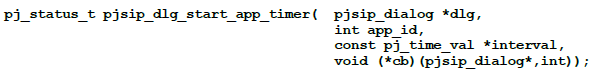 pj_status_t pjsip_dlg_start_app_timer( pjsip_dialog *dlg,
int app_id,
const pj_time_val *interval,
void (*cb)(pjsip_dialog*,int));